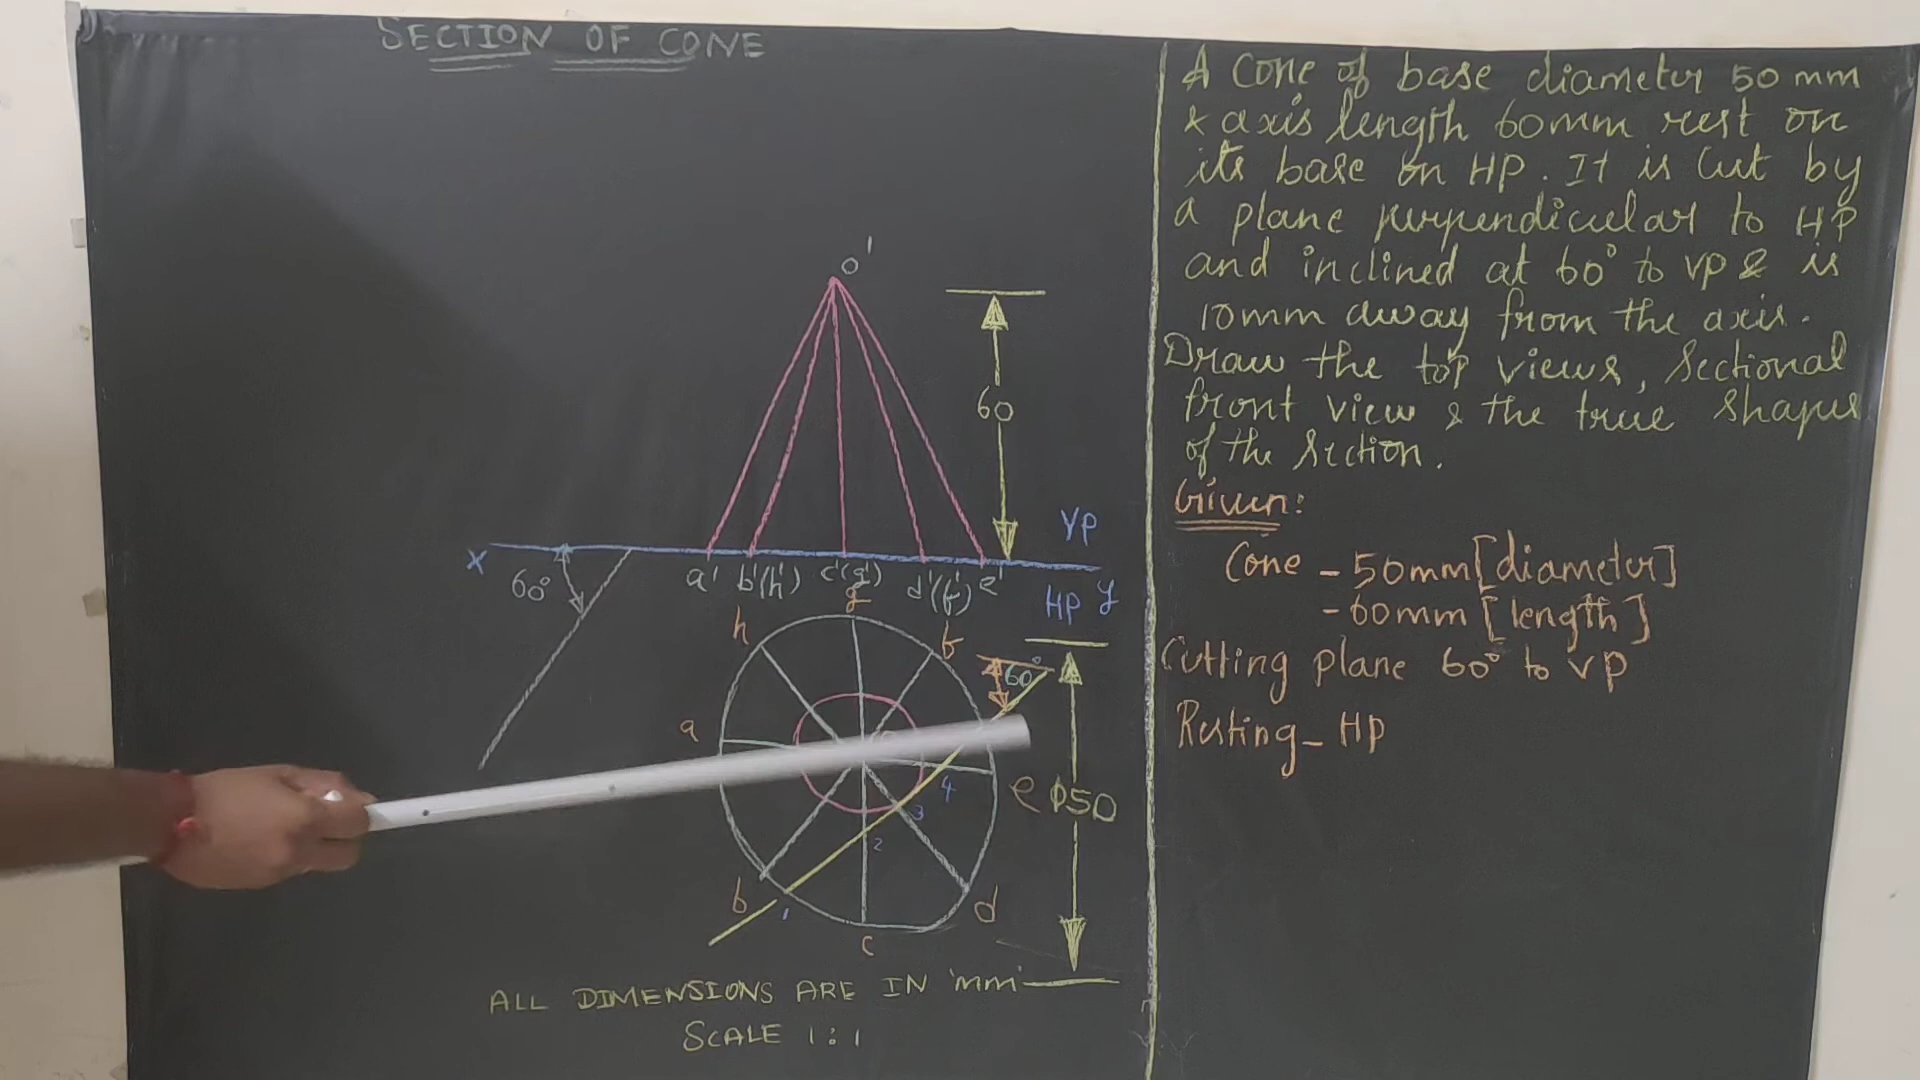 SECTION OF CONE
o'
60
VP
X
60°
a' b'(h') c'(g') d'(f') e'
HP y
g
h
f
60°
a
4
e
φ50
3
2
b
1
d
c
ALL DIMENSIONS ARE IN 'mm'
SCALE 1:1
A Cone of base diameter 50 mm
& axis length 60mm rest on
its base on HP. It is cut by
a plane perpendicular to HP
and inclined at 60° to VP & is
10mm away from the axis.
Draw the top views, Sectional
front view & the true shapes
of the section.
Given:
Cone - 50mm [diameter]
- 60mm [length]
Cutting plane 60° to VP
Resting - HP